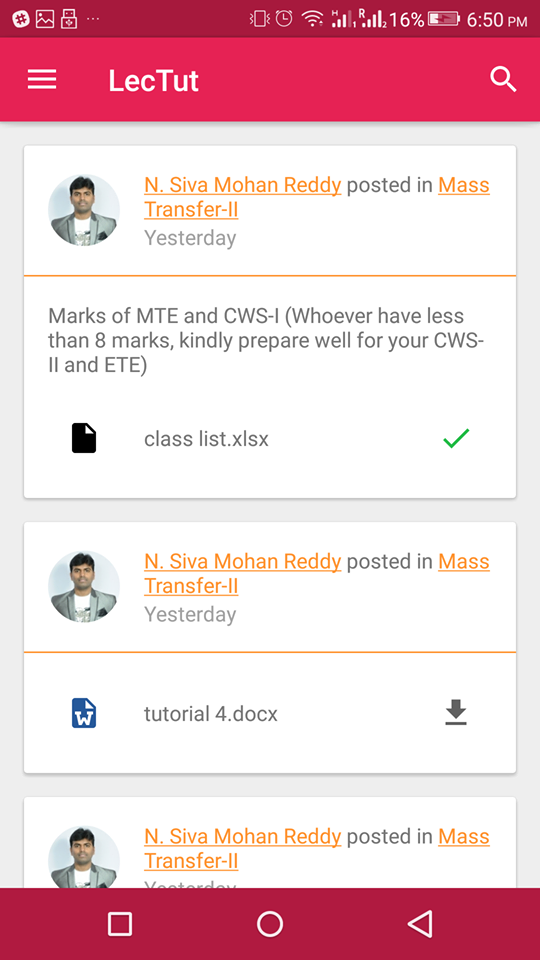 H R 1 2 16% 6:50 PM
LecTut
N. Siva Mohan Reddy posted in Mass
Transfer-II
Yesterday
Marks of MTE and CWS-I (Whoever have less
than 8 marks, kindly prepare well for your CWS-
II and ETE)
class list.xlsx
N. Siva Mohan Reddy posted in Mass
Transfer-II
Yesterday
W tutorial 4.docx
N. Siva Mohan Reddy posted in Mass
Transfer-II
Yesterday